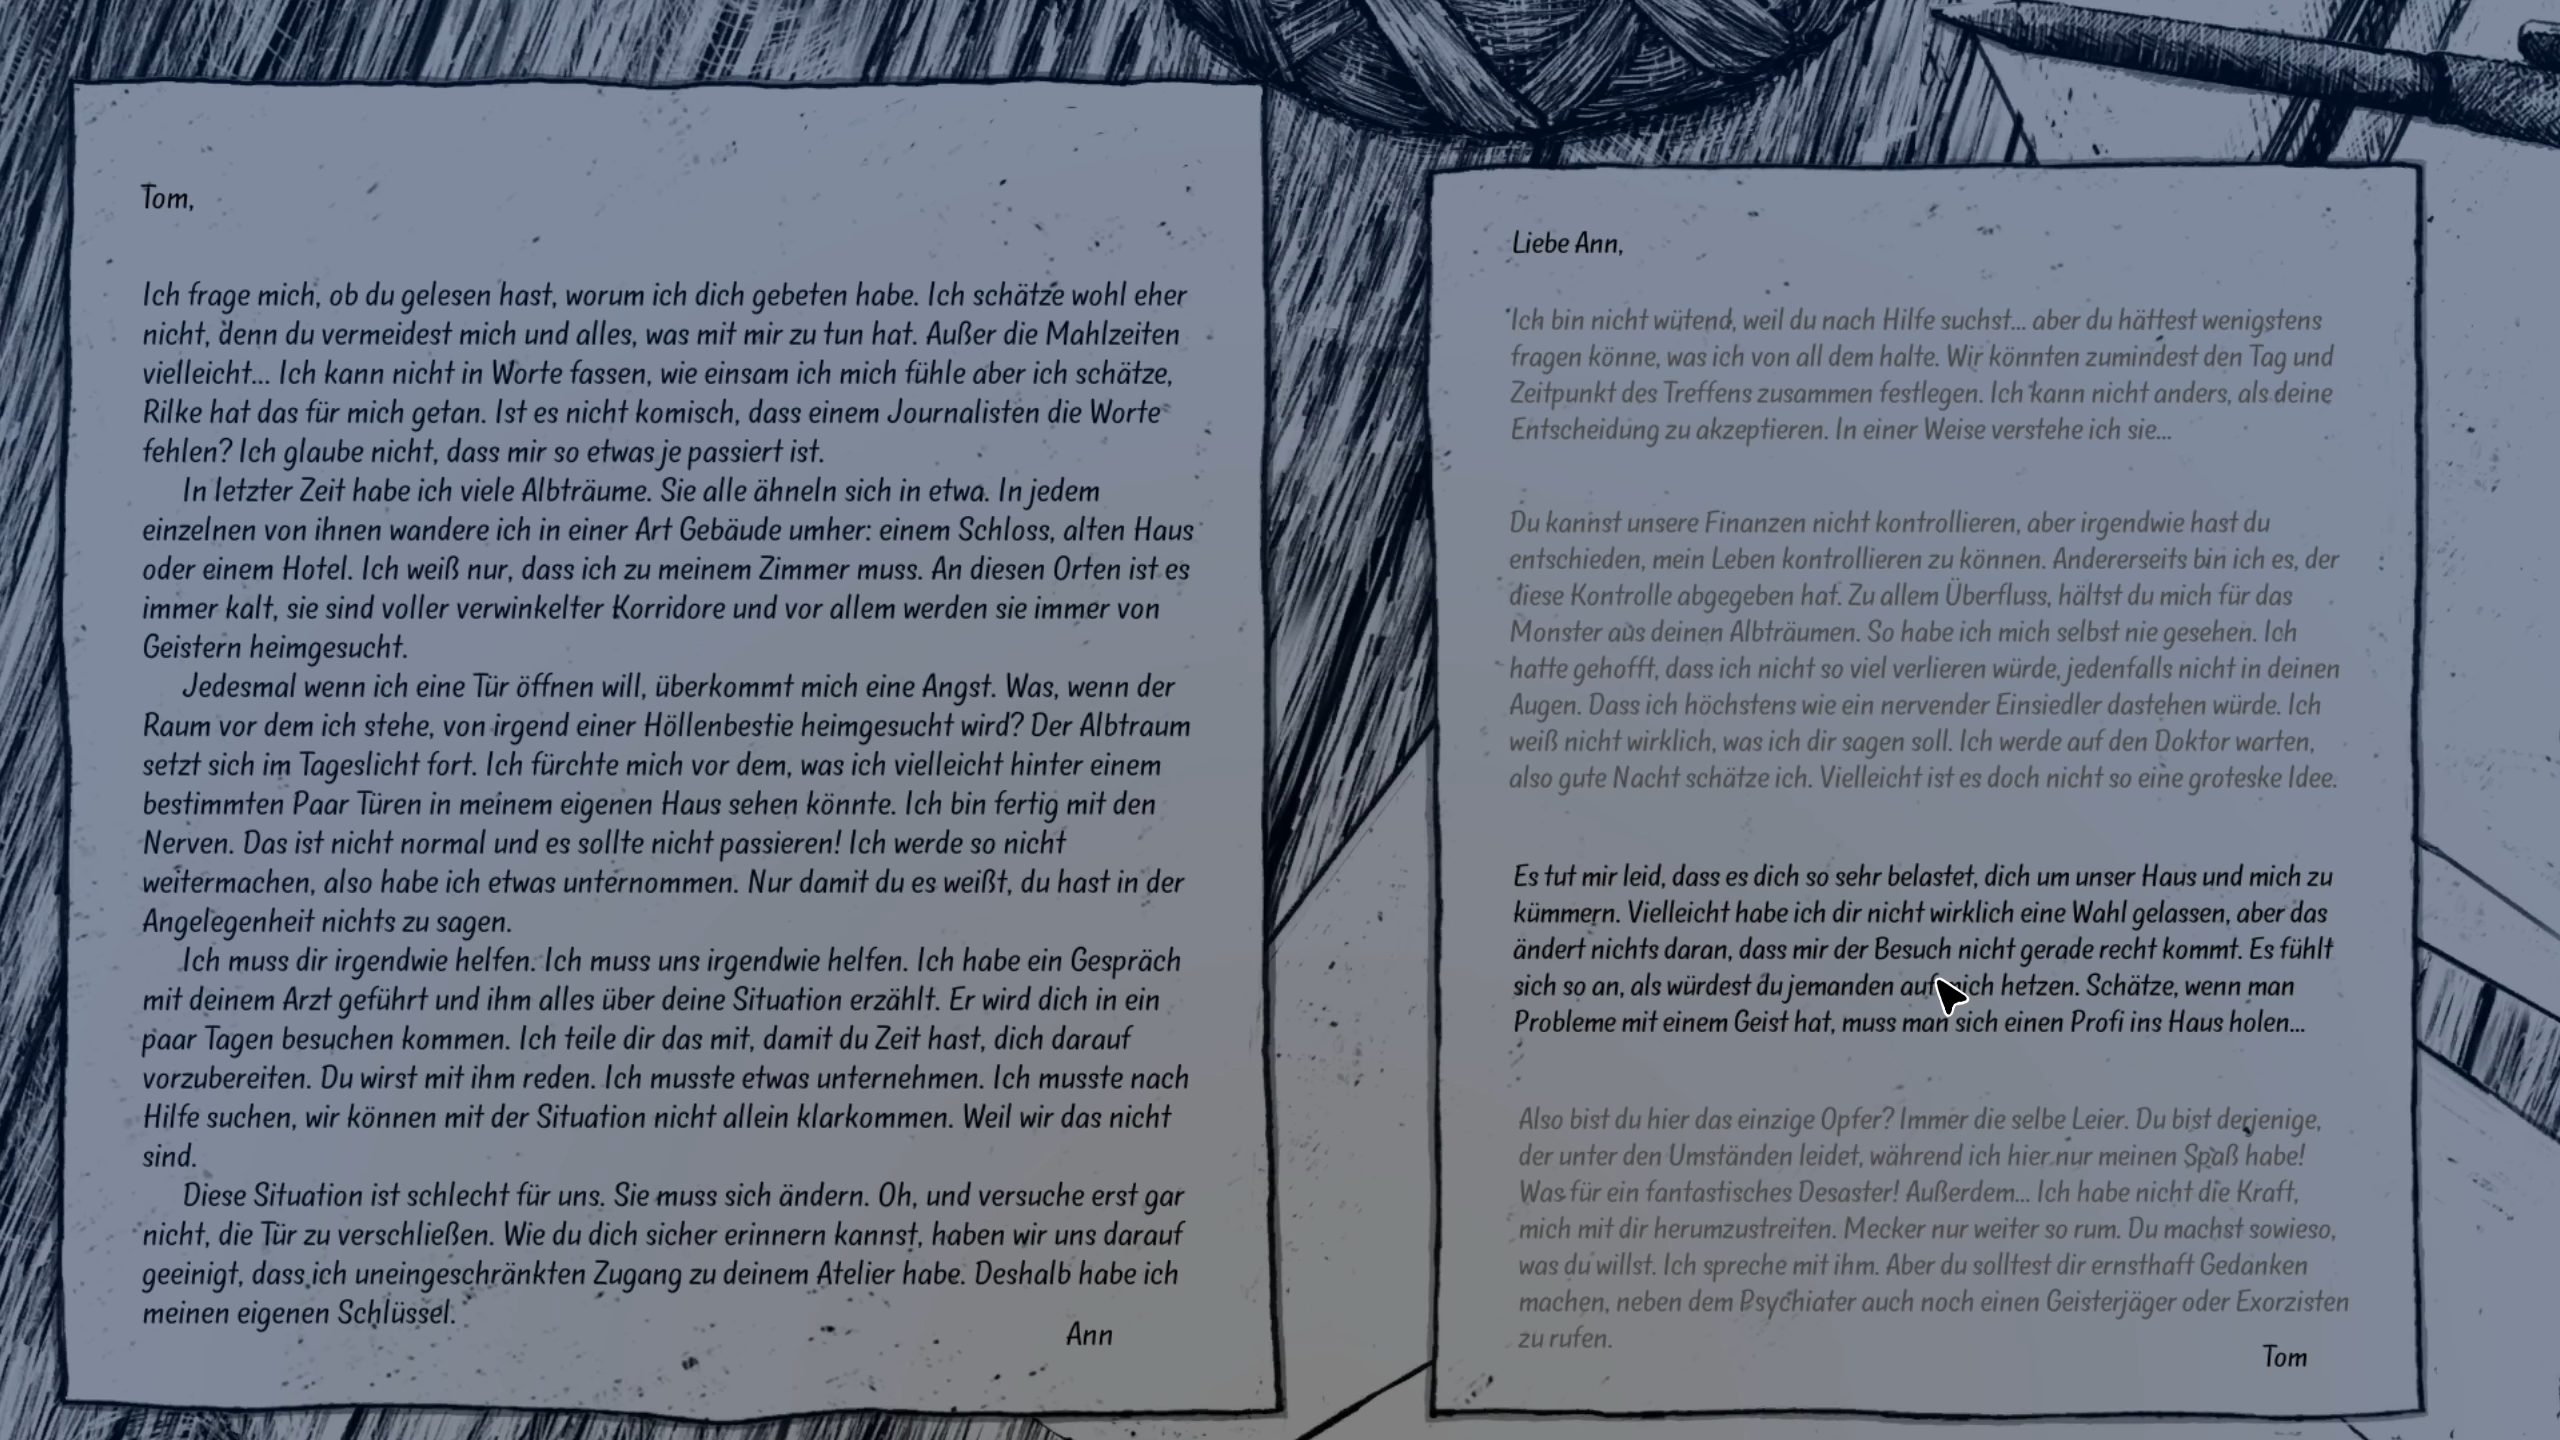 Tom,
Ich frage mich, ob du gelesen hast, worum ich dich gebeten habe. Ich schätze wohl eher
nicht, denn du vermeidest mich und alles, was mit mir zu tun hat. Außer die Mahlzeiten
vielleicht... Ich kann nicht in Worte fassen, wie einsam ich mich fühle aber ich schätze,
Rilke hat das für mich getan. Ist es nicht komisch, dass einem Journalisten die Worte
fehlen? Ich glaube nicht, dass mir so etwas je passiert ist.
In letzter Zeit habe ich viele Albträume. Sie alle ähneln sich in etwa. In jedem
einzelnen von ihnen wandere ich in einer Art Gebäude umher: einem Schloss, alten Haus
oder einem Hotel. Ich weiß nur, dass ich zu meinem Zimmer muss. An diesen Orten ist es
immer kalt, sie sind voller verwinkelter Korridore und vor allem werden sie immer von
Geistern heimgesucht.
Jedesmal wenn ich eine Tür öffnen will, überkommt mich eine Angst. Was, wenn der
Raum vor dem ich stehe, von irgend einer Höllenbestie heimgesucht wird? Der Albtraum
setzt sich im Tageslicht fort. Ich fürchte mich vor dem, was ich vielleicht hinter einem
bestimmten Paar Türen in meinem eigenen Haus sehen könnte. Ich bin fertig mit den
Nerven. Das ist nicht normal und es sollte nicht passieren! Ich werde so nicht
weitermachen, also habe ich etwas unternommen. Nur damit du es weißt, du hast in der
Angelegenheit nichts zu sagen.
Ich muss dir irgendwie helfen. Ich muss uns irgendwie helfen. Ich habe ein Gespräch
mit deinem Arzt geführt und ihm alles über deine Situation erzählt. Er wird dich in ein
paar Tagen besuchen kommen. Ich teile dir das mit, damit du Zeit hast, dich darauf
vorzubereiten. Du wirst mit ihm reden. Ich musste etwas unternehmen. Ich musste nach
Hilfe suchen, wir können mit der Situation nicht allein klarkommen. Weil wir das nicht
sind.
Diese Situation ist schlecht für uns. Sie muss sich ändern. Oh, und versuche erst gar
nicht, die Tür zu verschließen. Wie du dich sicher erinnern kannst, haben wir uns darauf
geeinigt, dass ich uneingeschränkten Zugang zu deinem Atelier habe. Deshalb habe ich
meinen eigenen Schlüssel.
Ann
Liebe Ann,
Ich bin nicht wütend, weil du nach Hilfe suchst... aber du hättest wenigstens
fragen könne, was ich von all dem halte. Wir könnten zumindest den Tag und
Zeitpunkt des Treffens zusammen festlegen. Ich kann nicht anders, als deine
Entscheidung zu akzeptieren. In einer Weise verstehe ich sie...
Du kannst unsere Finanzen nicht kontrollieren, aber irgendwie hast du
entschieden, mein Leben kontrollieren zu können. Andererseits bin ich es, der
diese Kontrolle abgegeben hat. Zu allem Überfluss, hältst du mich für das
Monster aus deinen Albträumen. So habe ich mich selbst nie gesehen. Ich
hatte gehofft, dass ich nicht so viel verlieren würde, jedenfalls nicht in deinen
Augen. Dass ich höchstens wie ein nervender Einsiedler dastehen würde. Ich
weiß nicht wirklich, was ich dir sagen soll. Ich werde auf den Doktor warten,
also gute Nacht schätze ich. Vielleicht ist es doch nicht so eine groteske Idee.
Es tut mir leid, dass es dich so sehr belastet, dich um unser Haus und mich zu
kümmern. Vielleicht habe ich dir nicht wirklich eine Wahl gelassen, aber das
ändert nichts daran, dass mir der Besuch nicht gerade recht kommt. Es fühlt
sich so an, als würdest du jemanden auf mich hetzen. Schätze, wenn man
Probleme mit einem Geist hat, muss man sich einen Profi ins Haus holen...
Also bist du hier das einzige Opfer? Immer die selbe Leier. Du bist derjenige,
der unter den Umständen leidet, während ich hier nur meinen Spaß habe!
Was für ein fantastisches Desaster! Außerdem... Ich habe nicht die Kraft,
mich mit dir herumzustreiten. Mecker nur weiter so rum. Du machst sowieso,
was du willst. Ich spreche mit ihm. Aber du solltest dir ernsthaft Gedanken
machen, neben dem Psychiater auch noch einen Geisterjäger oder Exorzisten
zu rufen.
Tom